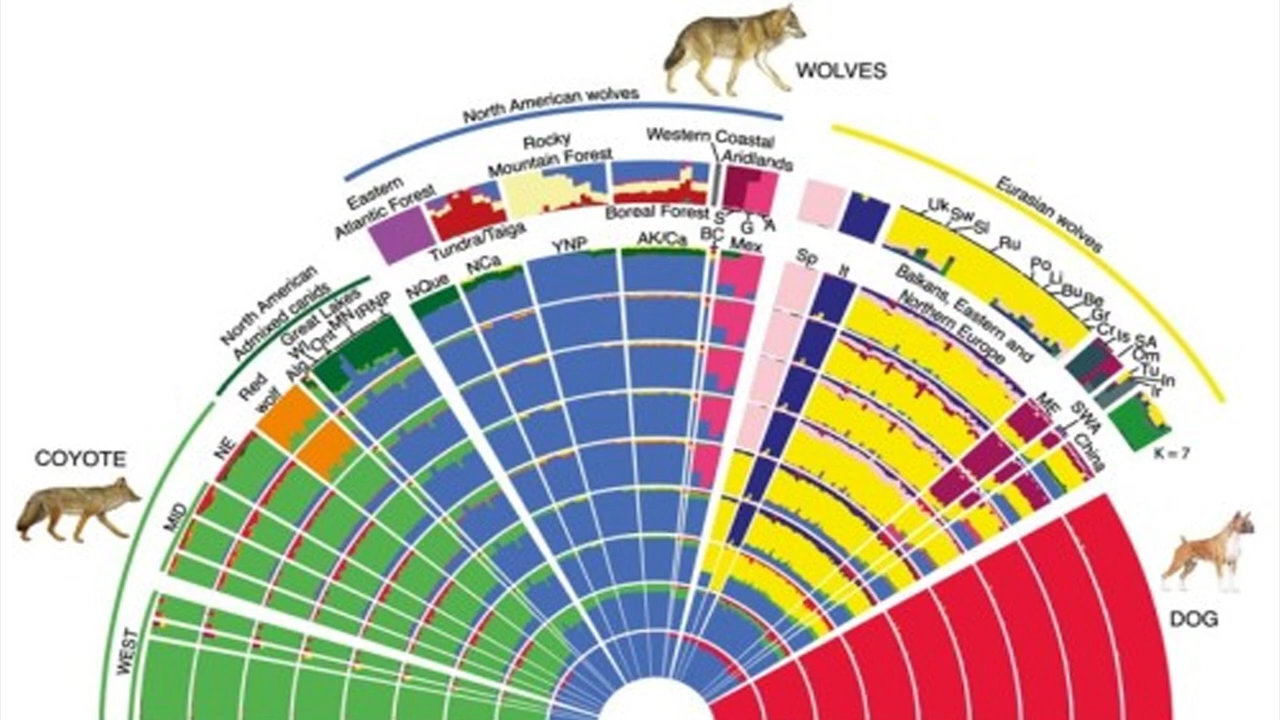 WOLVES
North American wolves
Eurasian wolves
Western Coastal
Rocky
Mountain Forest
Aridlands
Eastern
Atlantic Forest
Tundra/Taiga
Boreal Forest
S
G
A
Uk
Sw
Sl
Ru
Po
Li
Bu
Be
Gr
Cr
Is
SA
Om
Tu
In
Ir
K = 7
North American
Admixed canids
Great Lakes
Wi
Ont
MN
IRNP
Alg
NQue
NCa
YNP
AK/Ca
BC
Mex
Sp
It
Balkans, Eastern and
Northern Europe
ME
SWA
China
Red
wolf
NE
MID
WEST
COYOTE
DOG